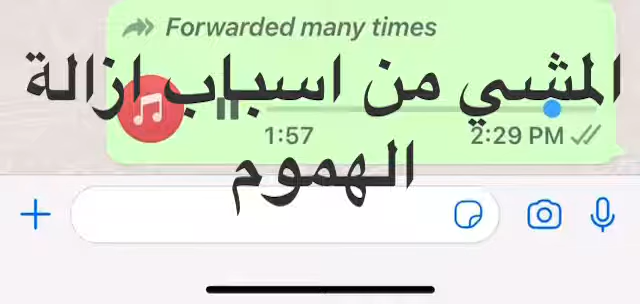 Forwarded many times
المشي من اسباب ازالة
1:57
2:29 PM
الهموم